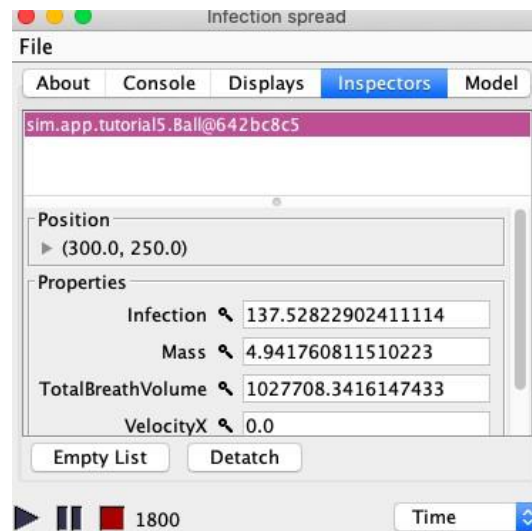 Infection spread
File
About Console Displays Inspectors Model
sim.app.tutorial5.Ball@642bc8c5
Position
(300.0, 250.0)
Properties
Infection 137.52822902411114
Mass 4.941760811510223
TotalBreathVolume 1027708.3416147433
VelocityX 0.0
Empty List Detatch
1800 Time